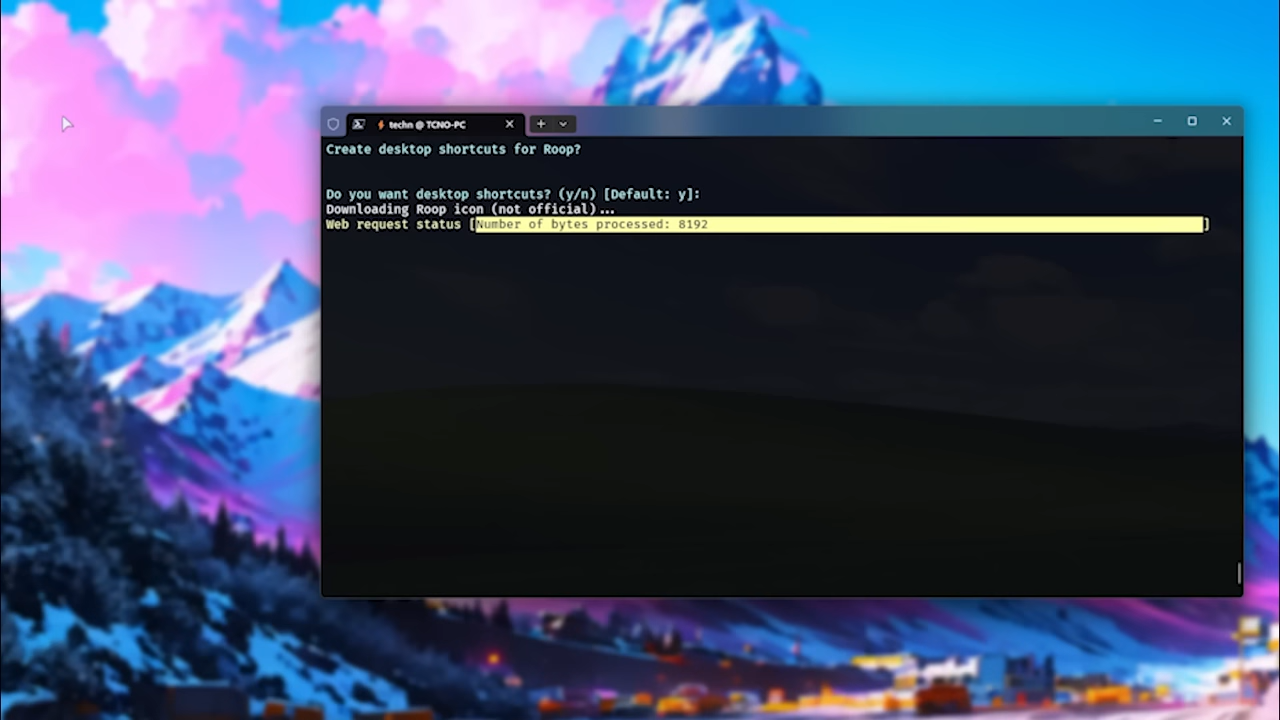 techn @ TCNO-PC
Create desktop shortcuts for Roop?
Do you want desktop shortcuts? (y/n) [Default: y]:
Downloading Roop icon (not official)...
Web request status [Number of bytes processed: 8192 ]